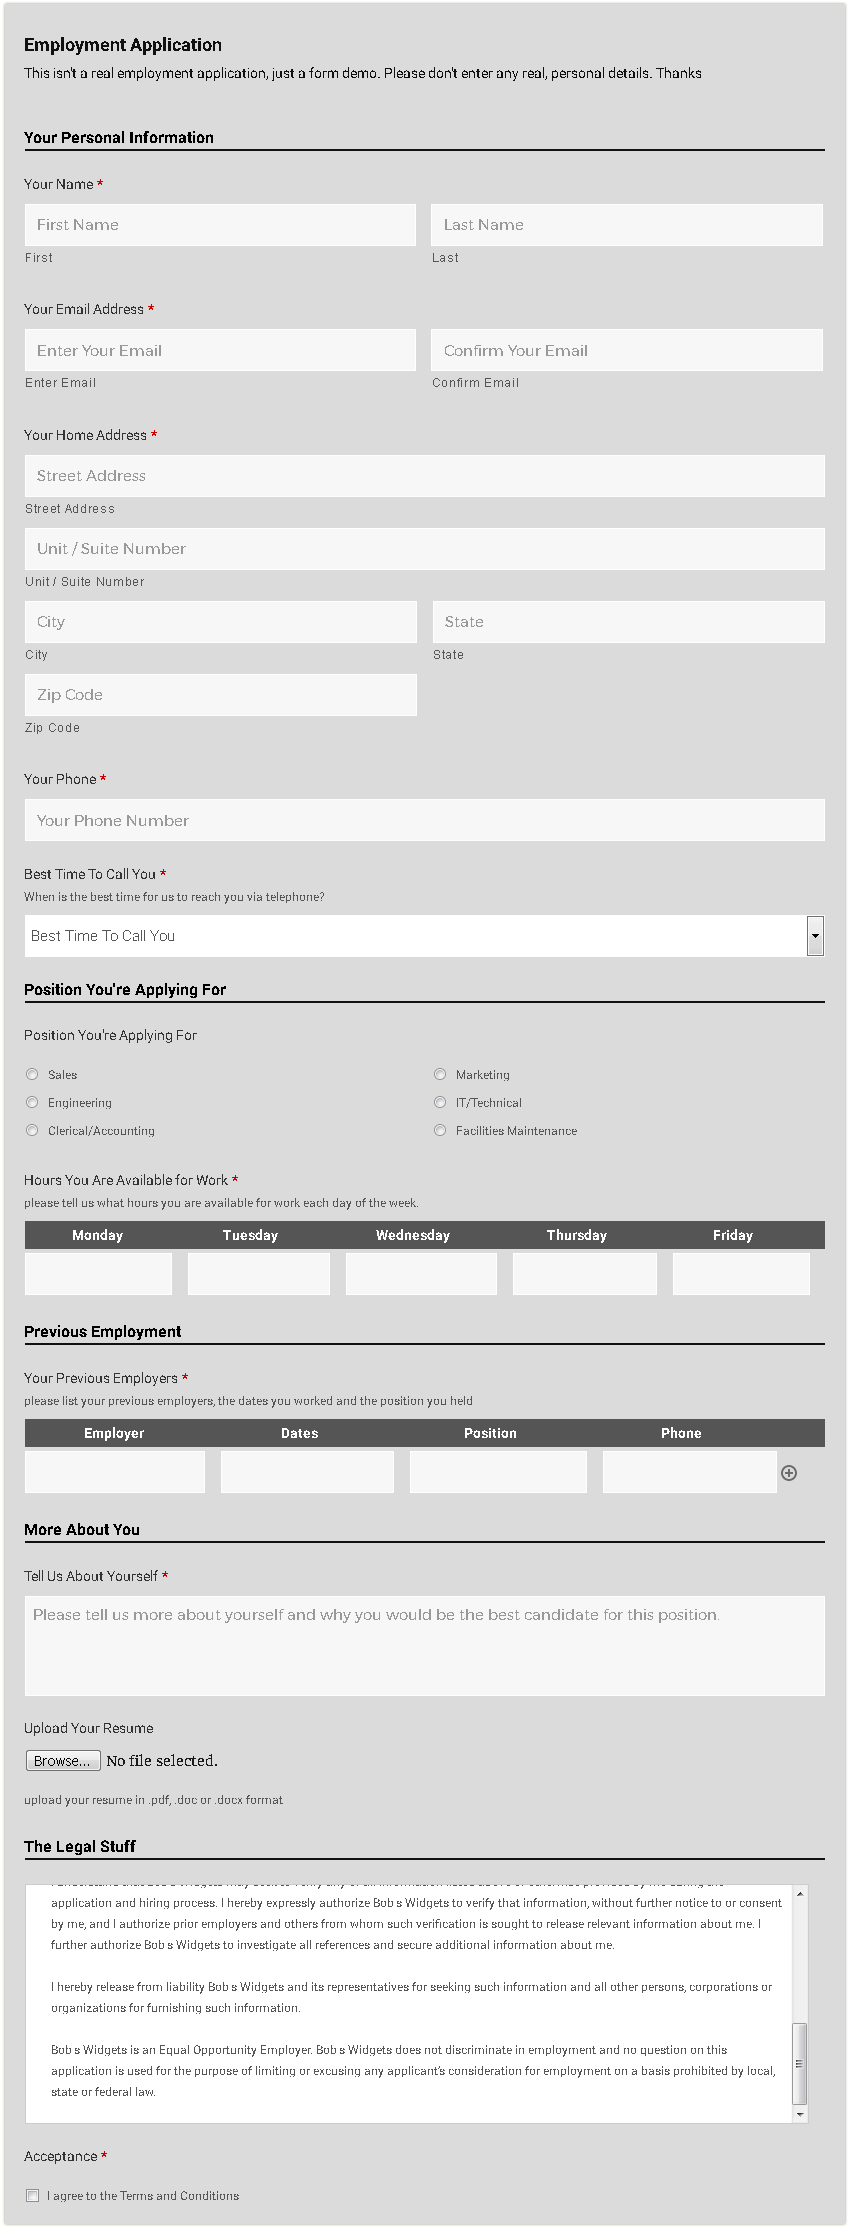 Employment Application
This isn't a real employment application, just a form demo. Please don't enter any real, personal details. Thanks
Your Personal Information
Your Name *
First Name Last Name
First Last
Your Email Address *
Enter Your Email Confirm Your Email
Enter Email Confirm Email
Your Home Address *
Street Address
Street Address
Unit / Suite Number
Unit / Suite Number
City State
City State
Zip Code
Zip Code
Your Phone *
Your Phone Number
Best Time To Call You *
When is the best time for us to reach you via telephone?
Best Time To Call You
Position You're Applying For
Position You're Applying For
Sales Marketing
Engineering IT/Technical
Clerical/Accounting Facilities Maintenance
Hours You Are Available for Work *
please tell us what hours you are available for work each day of the week.
Monday Tuesday Wednesday Thursday Friday
Previous Employment
Your Previous Employers *
please list your previous employers, the dates you worked and the position you held
Employer Dates Position Phone
More About You
Tell Us About Yourself *
Please tell us more about yourself and why you would be the best candidate for this position.
Upload Your Resume
Browse... No file selected.
upload your resume in .pdf, .doc or .docx format
The Legal Stuff
application and hiring process. I hereby expressly authorize Bob s Widgets to verify that information, without further notice to or consent
by me, and I authorize prior employers and others from whom such verification is sought to release relevant information about me. I
further authorize Bob s Widgets to investigate all references and secure additional information about me.
I hereby release from liability Bob s Widgets and its representatives for seeking such information and all other persons, corporations or
organizations for furnishing such information.
Bob s Widgets is an Equal Opportunity Employer. Bob s Widgets does not discriminate in employment and no question on this
application is used for the purpose of limiting or excusing any applicant's consideration for employment on a basis prohibited by local,
state or federal law.
Acceptance *
I agree to the Terms and Conditions